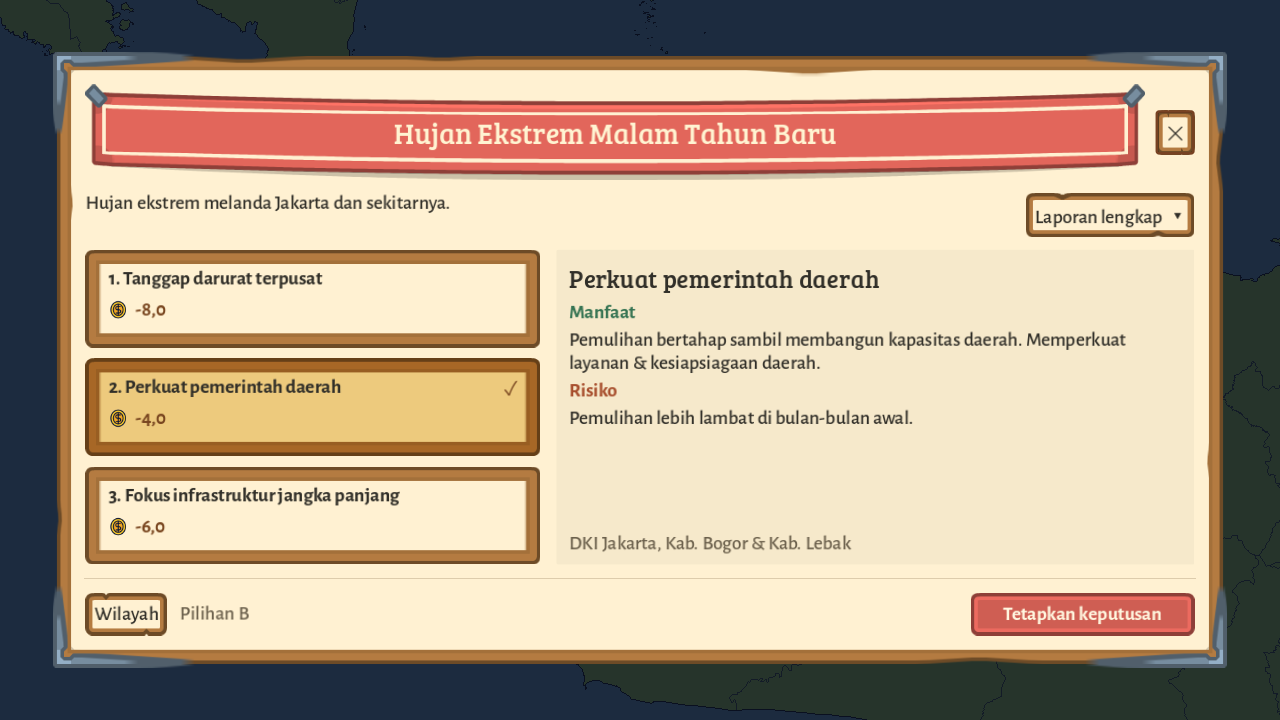 Hujan Ekstrem Malam Tahun Baru
Hujan ekstrem melanda Jakarta dan sekitarnya.
Laporan lengkap
1. Tanggap darurat terpusat
-8,0
2. Perkuat pemerintah daerah
-4,0
3. Fokus infrastruktur jangka panjang
-6,0
Perkuat pemerintah daerah
Manfaat
Pemulihan bertahap sambil membangun kapasitas daerah. Memperkuat
layanan & kesiapsiagaan daerah.
Risiko
Pemulihan lebih lambat di bulan-bulan awal.
DKI Jakarta, Kab. Bogor & Kab. Lebak
Wilayah
Pilihan B
Tetapkan keputusan